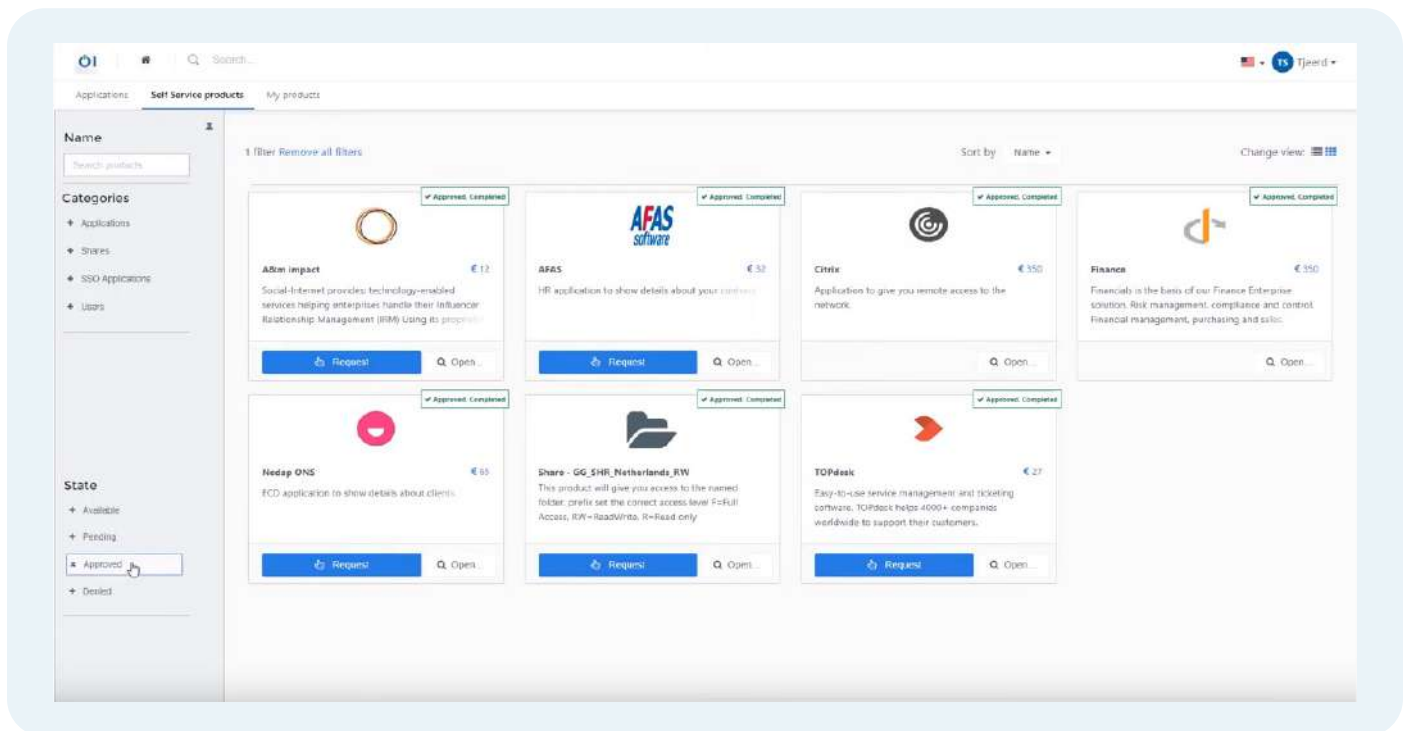 Search...
Tjeerd
TS
Applications
Self Service products
My products
Name
Search products
Categories
+ Applications
+ Shares
+ SSO Applications
+ Users
State
+ Available
+ Pending
x Approved
+ Denied
1 filter Remove all filters
Sort by Name
Change view:
✔ Approved, Completed
€ 12
Social-Internet provides technology-enabled
services helping enterprises handle their Influencer
Relationship Management (IRM) Using its
Request
Open...
✔ Approved, Completed
AFAS
software
AFAS
€ 32
HR application to show details about your
Request
Open...
✔ Approved, Completed
Citrix
€ 350
Application to give you remote access to the
network.
Open...
✔ Approved, Completed
Finance
€ 350
Financials is the basis of our Finance Enterprise
solution. Risk management, compliance and control.
Financial management, purchasing and sales.
Open...
✔ Approved, Completed
Nedap ONS
ECD application to show details about clients.
Request
Open...
✔ Approved, Completed
Share - GG_SHR_Netherlands_RW
This product will give you access to the named
folder, prefix set the correct access level F=Full
Access, RW=ReadWrite, R=Read only
Request
Open...
✔ Approved, Completed
TOPdesk
€ 27
Easy-to-use service management and ticketing
software. TOPdesk helps 4000+ companies
worldwide to support their customers.
Request
Open...